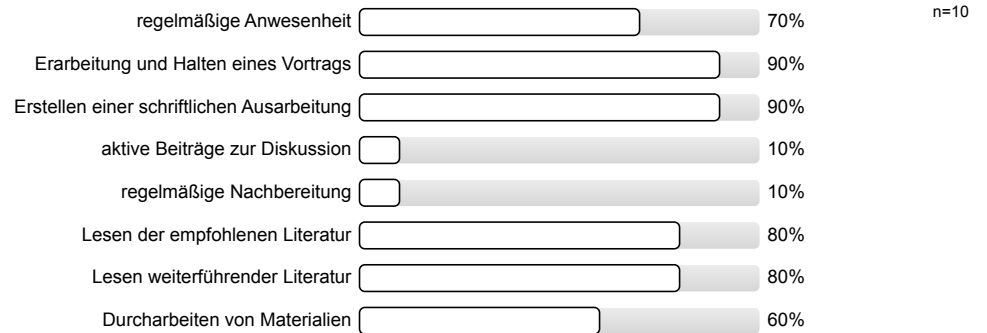 regelmäßige Anwesenheit 70% n=10
Erarbeitung und Halten eines Vortrags 90%
Erstellen einer schriftlichen Ausarbeitung 90%
aktive Beiträge zur Diskussion 10%
regelmäßige Nachbereitung 10%
Lesen der empfohlenen Literatur 80%
Lesen weiterführender Literatur 80%
Durcharbeiten von Materialien 60%